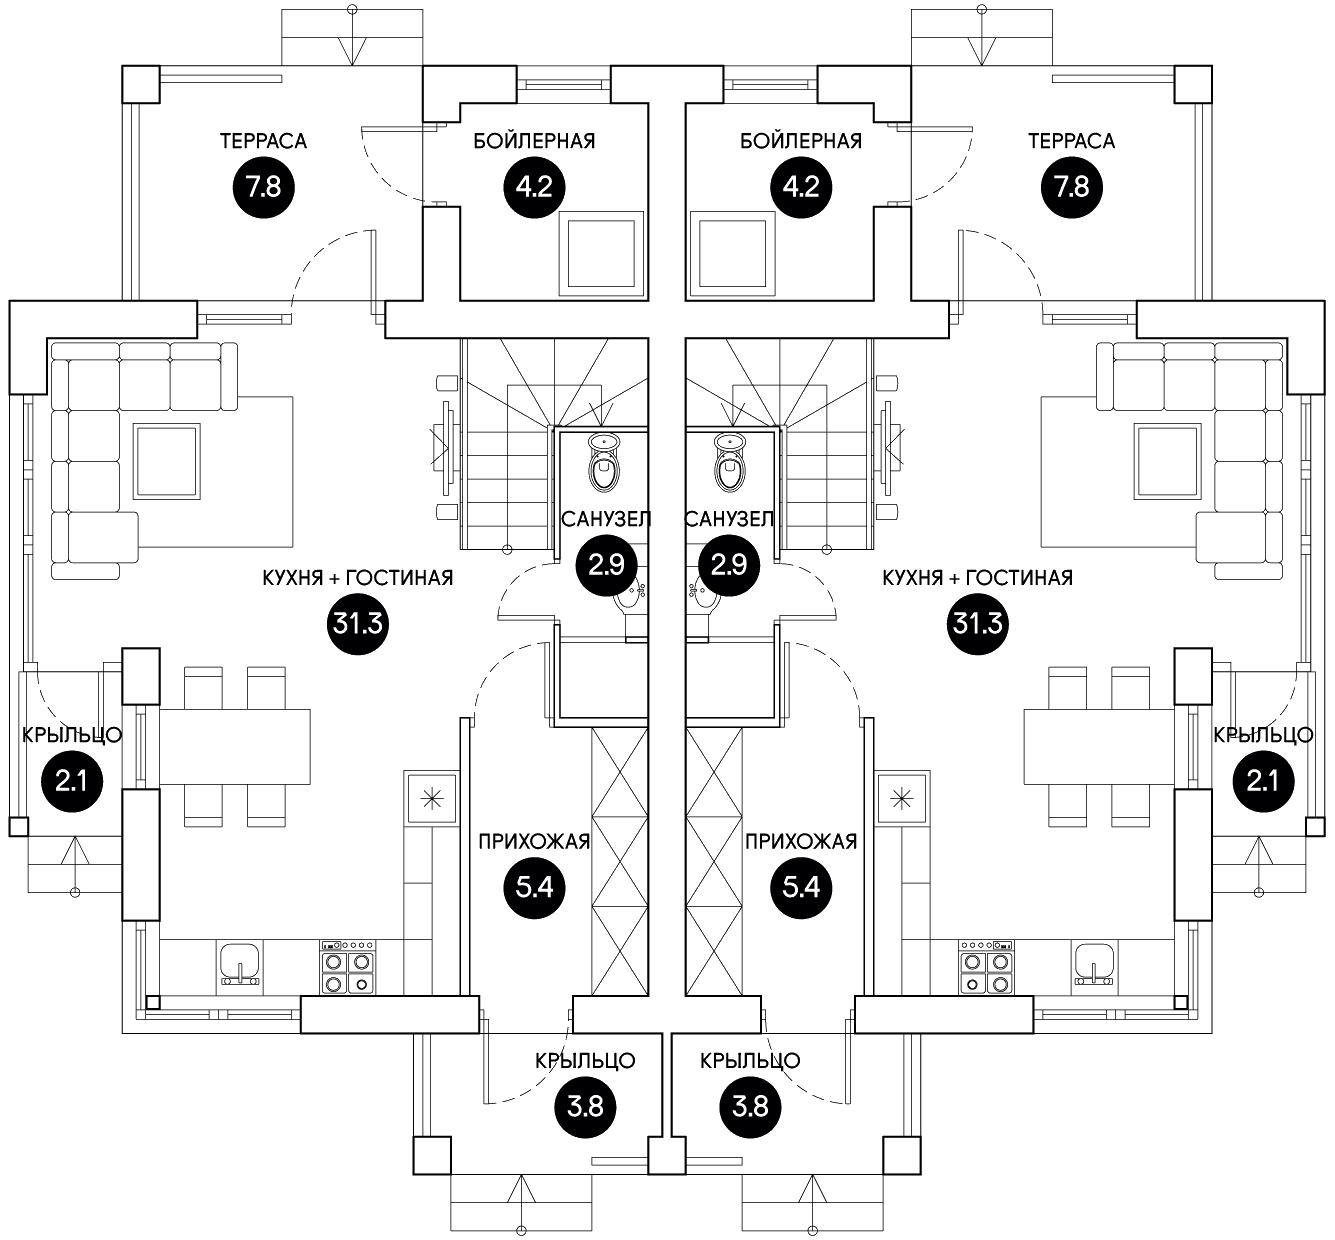 ТЕРРАСА
7.8
БОЙЛЕРНАЯ
4.2
БОЙЛЕРНАЯ
4.2
ТЕРРАСА
7.8
САНУЗЕЛ
2.9
САНУЗЕЛ
2.9
КУХНЯ + ГОСТИНАЯ
31.3
КУХНЯ + ГОСТИНАЯ
31.3
КРЫЛЬЦО
2.1
КРЫЛЬЦО
2.1
ПРИХОЖАЯ
5.4
ПРИХОЖАЯ
5.4
КРЫЛЬЦО
3.8
КРЫЛЬЦО
3.8